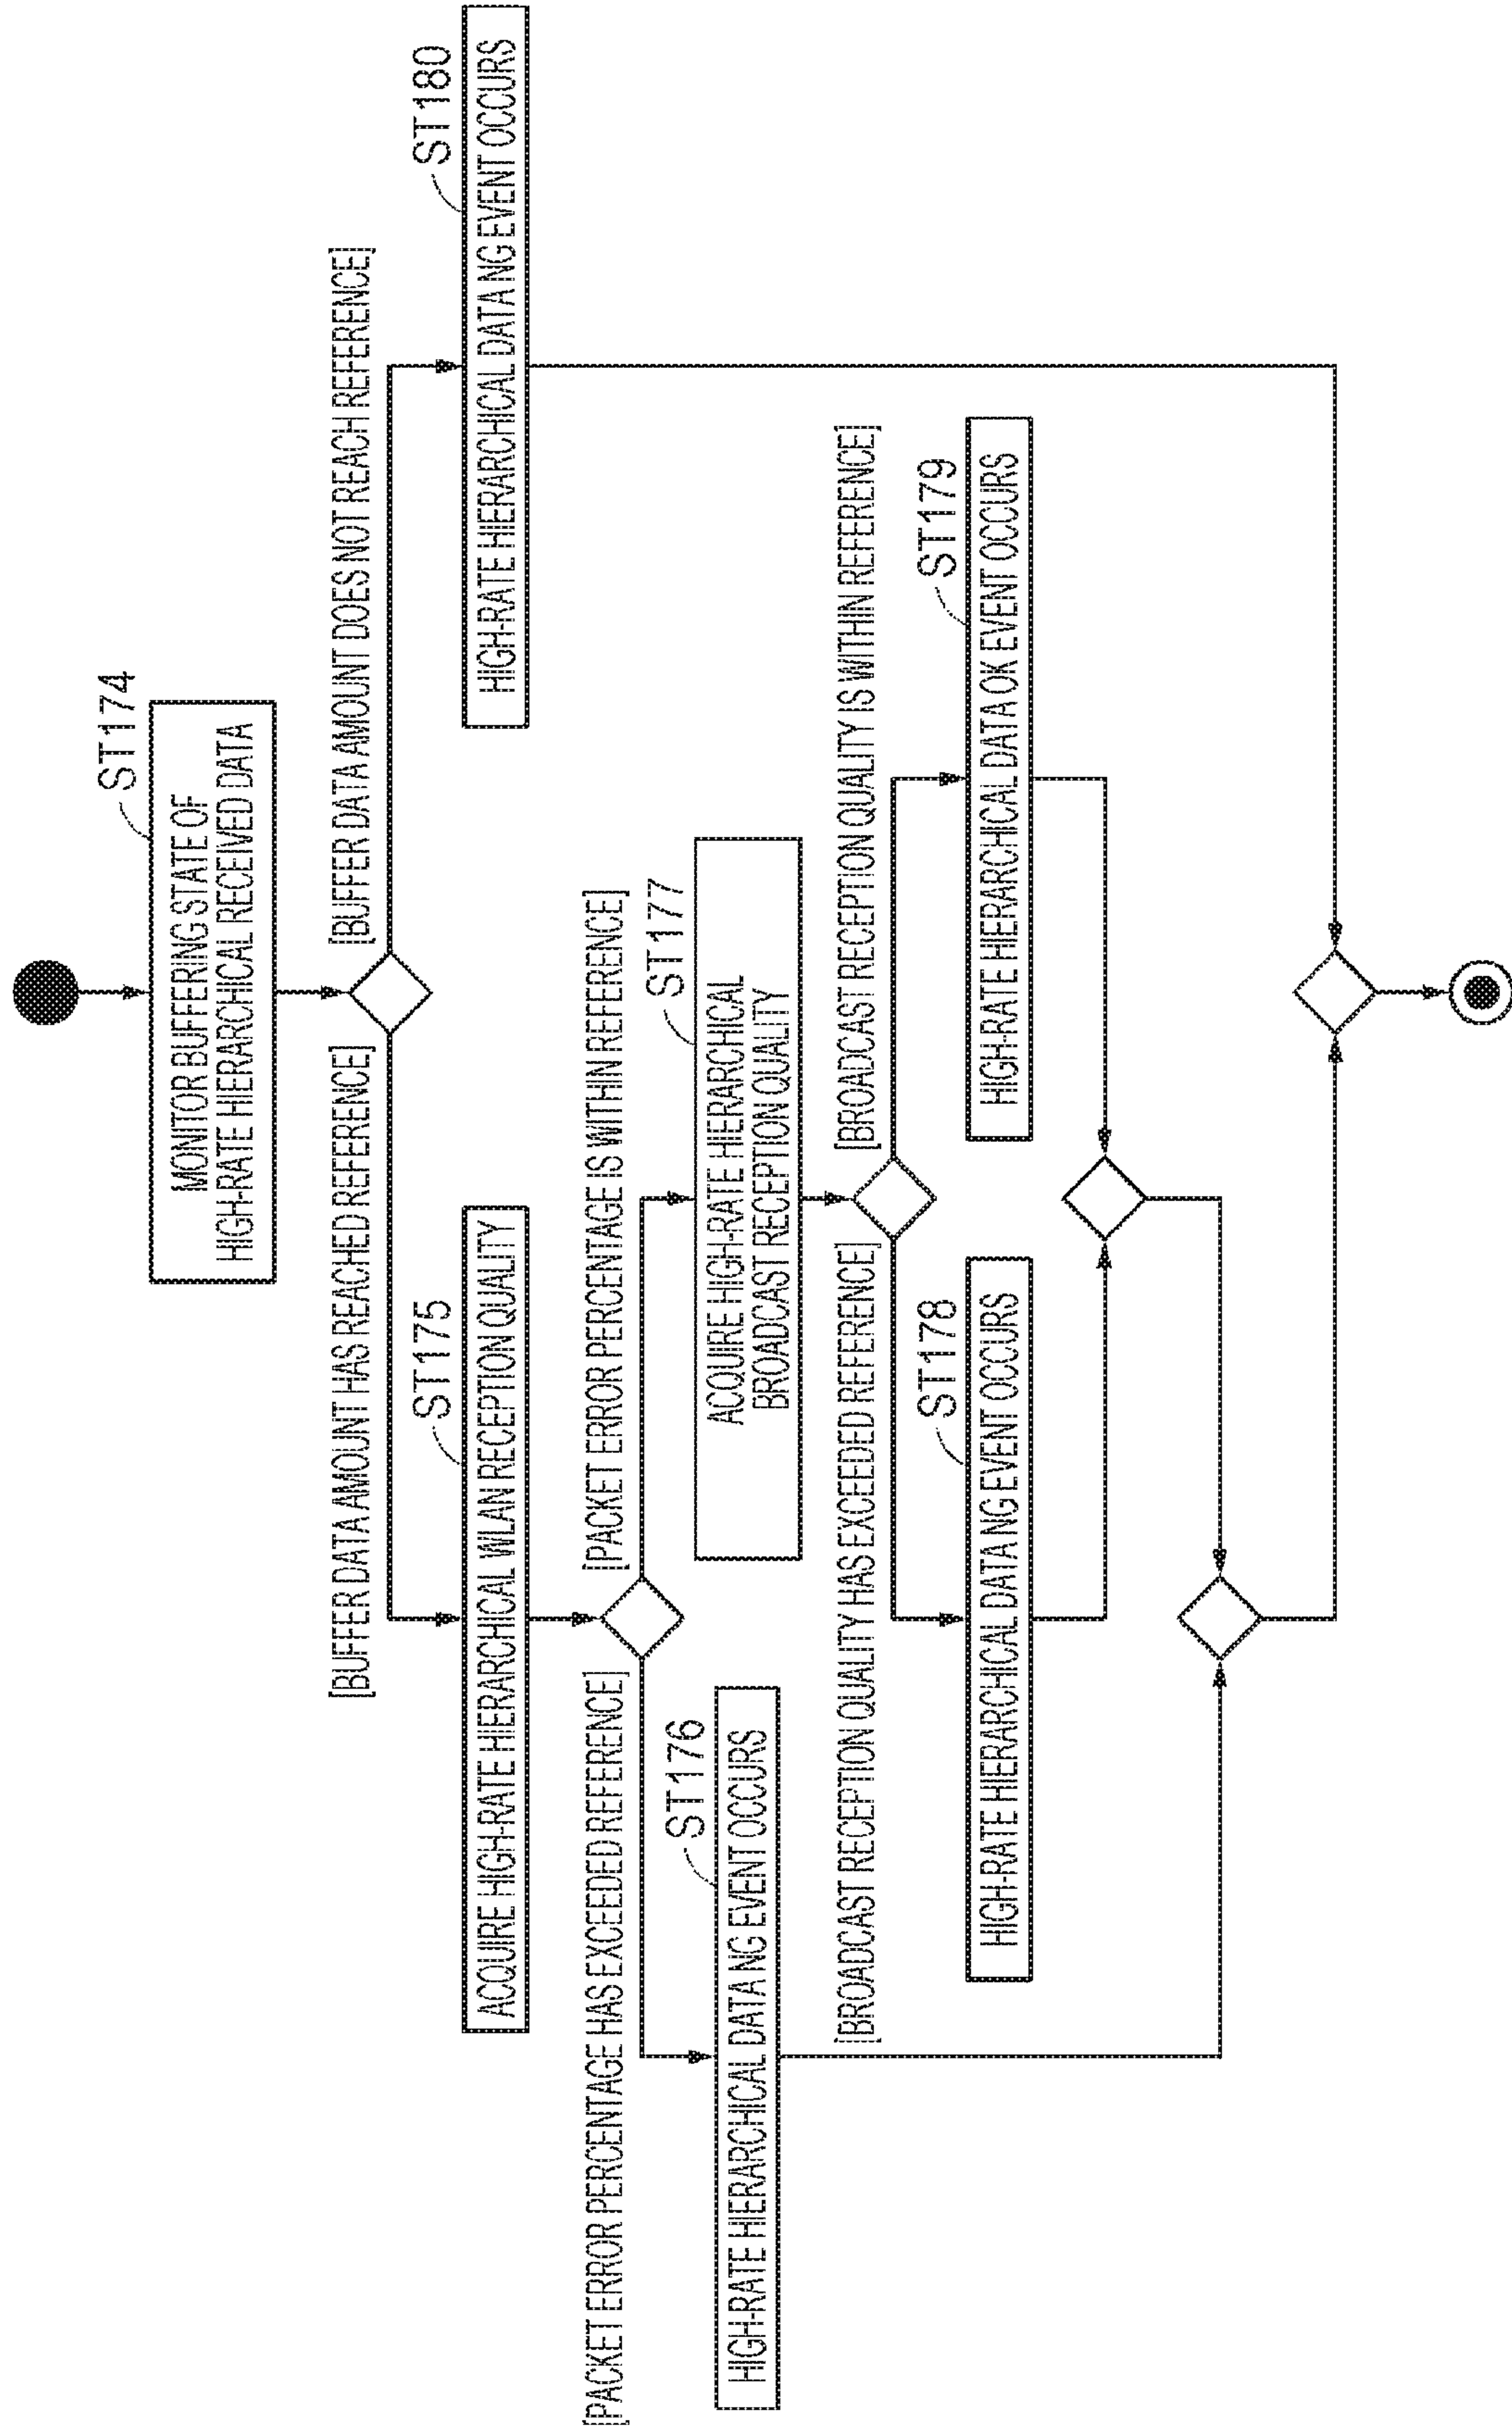 ST174
MONITOR BUFFERING STATE OF
HIGH-RATE HIERARCHICAL RECEIVED DATA
[BUFFER DATA AMOUNT HAS REACHED REFERENCE]
[BUFFER DATA AMOUNT DOES NOT REACH REFERENCE]
ST175
ACQUIRE HIGH-RATE HIERARCHICAL WLAN RECEPTION QUALITY
ST180
HIGH-RATE HIERARCHICAL DATA NG EVENT OCCURS
[PACKET ERROR PERCENTAGE HAS EXCEEDED REFERENCE]
[PACKET ERROR PERCENTAGE IS WITHIN REFERENCE]
ST176
HIGH-RATE HIERARCHICAL DATA NG EVENT OCCURS
ST177
ACQUIRE HIGH-RATE HIERARCHICAL
BROADCAST RECEPTION QUALITY
[BROADCAST RECEPTION QUALITY HAS EXCEEDED REFERENCE]
[BROADCAST RECEPTION QUALITY IS WITHIN REFERENCE]
ST178
HIGH-RATE HIERARCHICAL DATA NG EVENT OCCURS
ST179
HIGH-RATE HIERARCHICAL DATA OK EVENT OCCURS